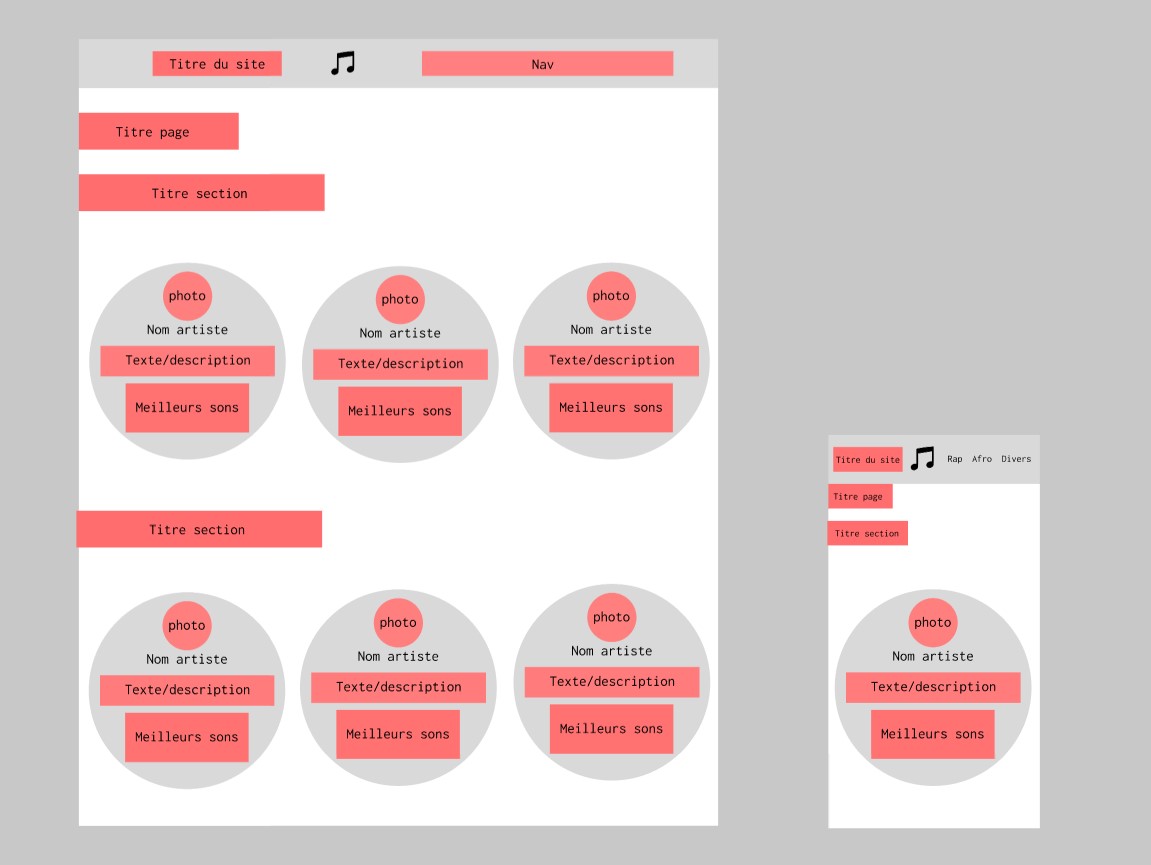 Titre du site
Nav
Titre page
Titre section
photo
Nom artiste
Texte/description
Meilleurs sons
photo
Nom artiste
Texte/description
Meilleurs sons
photo
Nom artiste
Texte/description
Meilleurs sons
Titre section
photo
Nom artiste
Texte/description
Meilleurs sons
photo
Nom artiste
Texte/description
Meilleurs sons
photo
Nom artiste
Texte/description
Meilleurs sons
Titre du site
Rap Afro Divers
Titre page
Titre section
photo
Nom artiste
Texte/description
Meilleurs sons